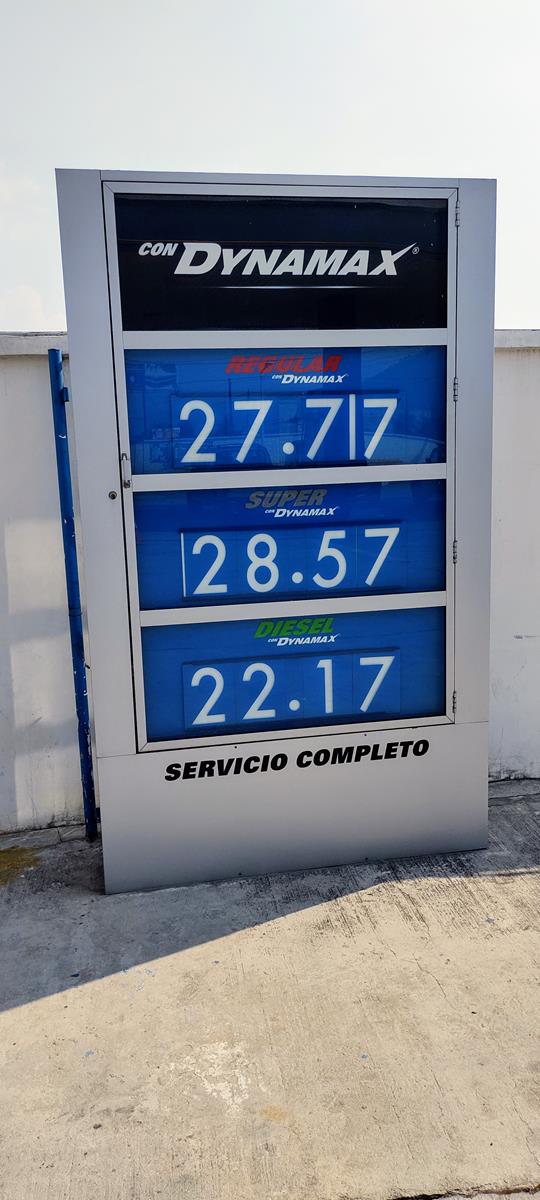 CON DYNAMAX®
REGULAR
CON DYNAMAX
27.77
SUPER
CON DYNAMAX
28.57
DIESEL
CON DYNAMAX
22.17
SERVICIO COMPLETO